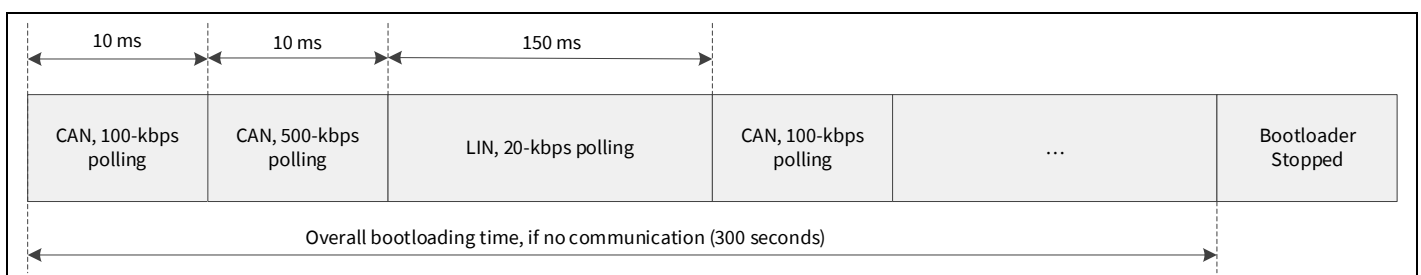 10 ms
10 ms
150 ms
CAN, 100-kbps
polling
CAN, 500-kbps
polling
LIN, 20-kbps polling
CAN, 100-kbps
polling
...
Bootloader
Stopped
Overall bootloading time, if no communication (300 seconds)